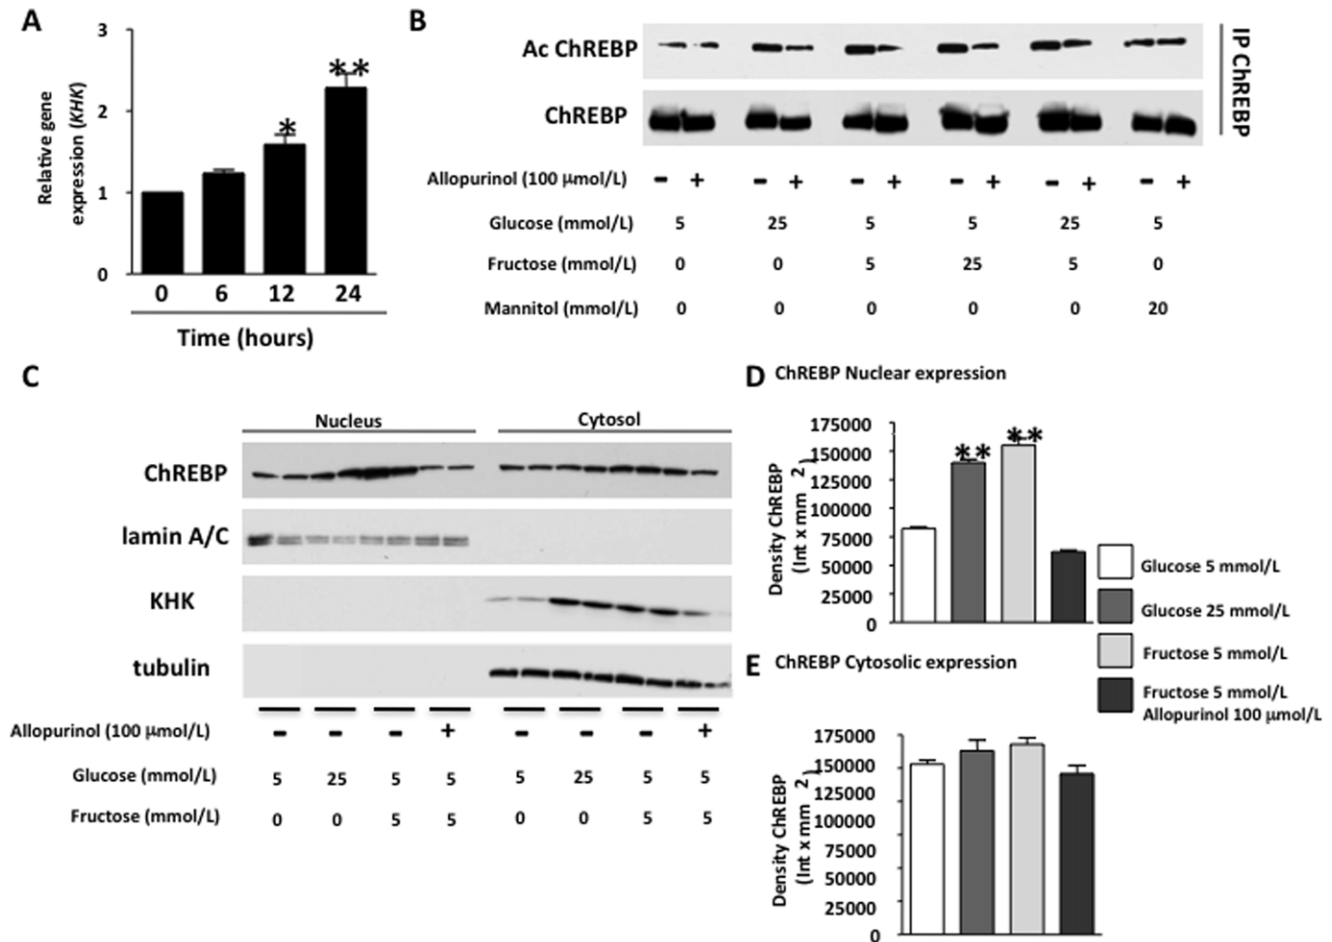 A
3
2
1
0
Relative gene
expression (KHK)
*
**
0 6 12 24
Time (hours)
B
Ac ChREBP
ChREBP
IP ChREBP
Allopurinol (100 µmol/L) - + - + - + - + - + - +
Glucose (mmol/L) 5 25 5 5 25 5
Fructose (mmol/L) 0 0 5 25 5 0
Mannitol (mmol/L) 0 0 0 0 0 20
C
Nucleus Cytosol
ChREBP
lamin A/C
KHK
tubulin
Allopurinol (100 µmol/L) - - - + - - - +
Glucose (mmol/L) 5 25 5 5 5 25 5 5
Fructose (mmol/L) 0 0 5 5 0 0 5 5
D ChREBP Nuclear expression
Density ChREBP
(Int x mm 2 )
175000
150000
125000
100000
75000
50000
25000
0
** **
Glucose 5 mmol/L
Glucose 25 mmol/L
Fructose 5 mmol/L
Fructose 5 mmol/L
Allopurinol 100 µmol/L
E ChREBP Cytosolic expression
Density ChREBP
(Int x mm 2 )
175000
150000
125000
100000
75000
50000
25000
0